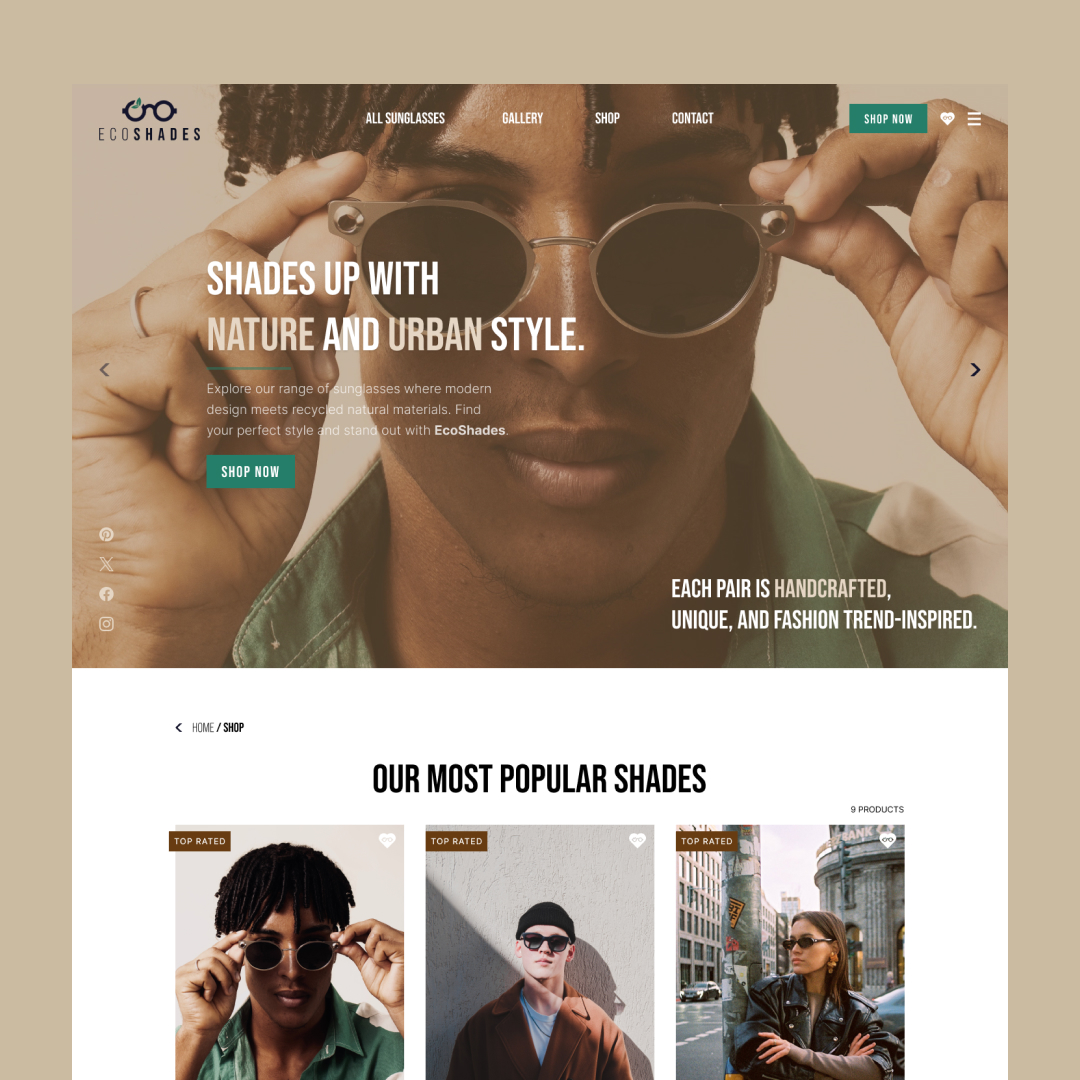 ECOSHADES
ALL SUNGLASSES
GALLERY
SHOP
CONTACT
SHOP NOW
SHADES UP WITH
NATURE AND URBAN STYLE.
Explore our range of sunglasses where modern
design meets recycled natural materials. Find
your perfect style and stand out with EcoShades.
SHOP NOW
EACH PAIR IS HANDCRAFTED,
UNIQUE, AND FASHION TREND-INSPIRED.
HOME / SHOP
OUR MOST POPULAR SHADES
9 PRODUCTS
TOP RATED
TOP RATED
TOP RATED
BANK